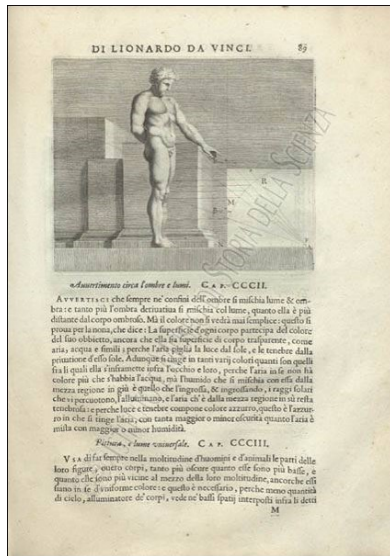 DI LIONARDO DA VINCI. 89
B
M
Avvertimento circa l'ombre e lumi. CAP. CCCII.
AVVERTISCI che sempre ne' confini dell'ombre si mischia lume & om-
bra: e tanto più l'ombra deriuatiua si mischia col lume, quanto ella è più
distante dal corpo ombroso. Mà il colore non si vedrà mai semplice: questo si
proua per la nona, che dice: La superficie d'ogni corpo partecipa del colore
del suo obbietto, ancora che ella sia superficie di corpo trasparente, come
aria, acqua e simili; perche l'aria piglia la luce dal sole, e le tenebre dalla
priuatione d'esso sole. Adunque si tinge in tanti varij colori quanti son quelli
fra li quali ella s'inframette infra l'occhio e loro, perche l'aria in se non hà
colore più che s'habbia l'acqua, mà l'humido che si mischia con essa dalla
mezza regione in giù è quello che l'ingrossa, & ingrossando, i raggi solari
che vi percuotono, l'alluminano, e l'aria ch'è dalla mezza regione in sù resta
tenebrosa: e perche luce e tenebre compone colore azzurro, questo è l'azzur-
ro in che si tinge l'aria, con tanta maggior o minor oscurità quanto l'aria è
mista con maggior o minor humidità.
Pittura, e lume vniuersale. CAP. CCCIII.
VSA di far sempre nella moltitudine d'huomini e d'animali le parti delle
loro figure, ouero corpi, tanto più oscure quanto esse sono più basse, e
quanto esse sono più vicine al mezzo della loro moltitudine, ancorche essi
siano in se d'vniforme colore: e questo è necessario, perche meno quantità
di cielo, alluminatore de' corpi, vede ne' bassi spatij interposti infra li detti
M
STORIA DELLA SCIENZA